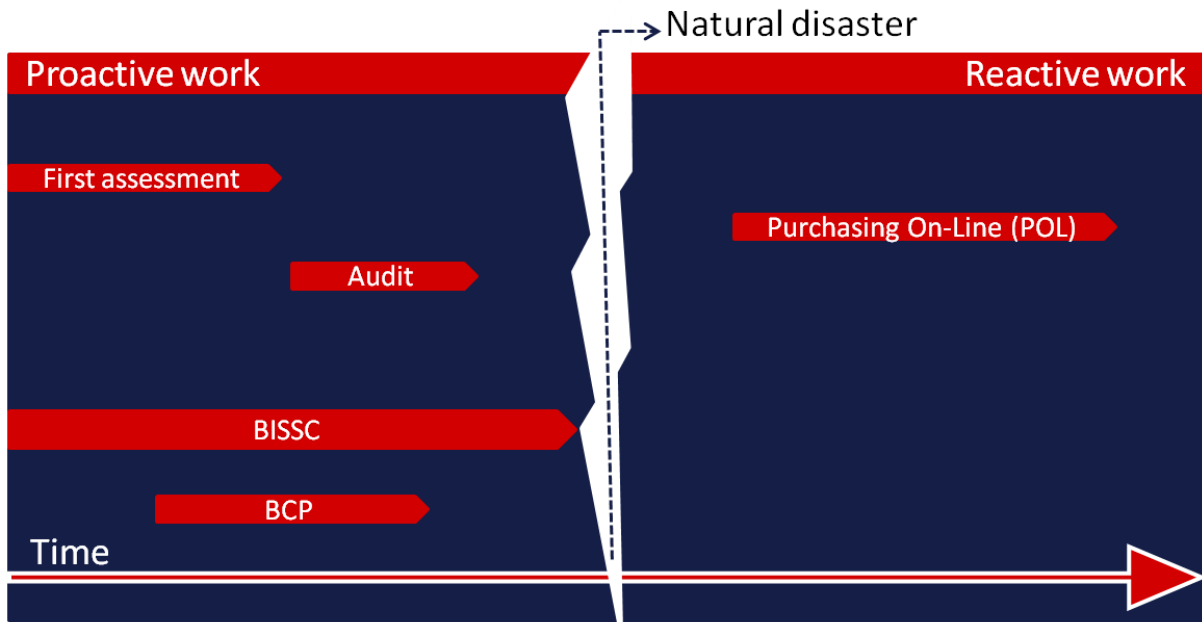 Natural disaster
Proactive work
Reactive work
First assessment
Purchasing On-Line (POL)
Audit
BISSC
BCP
Time